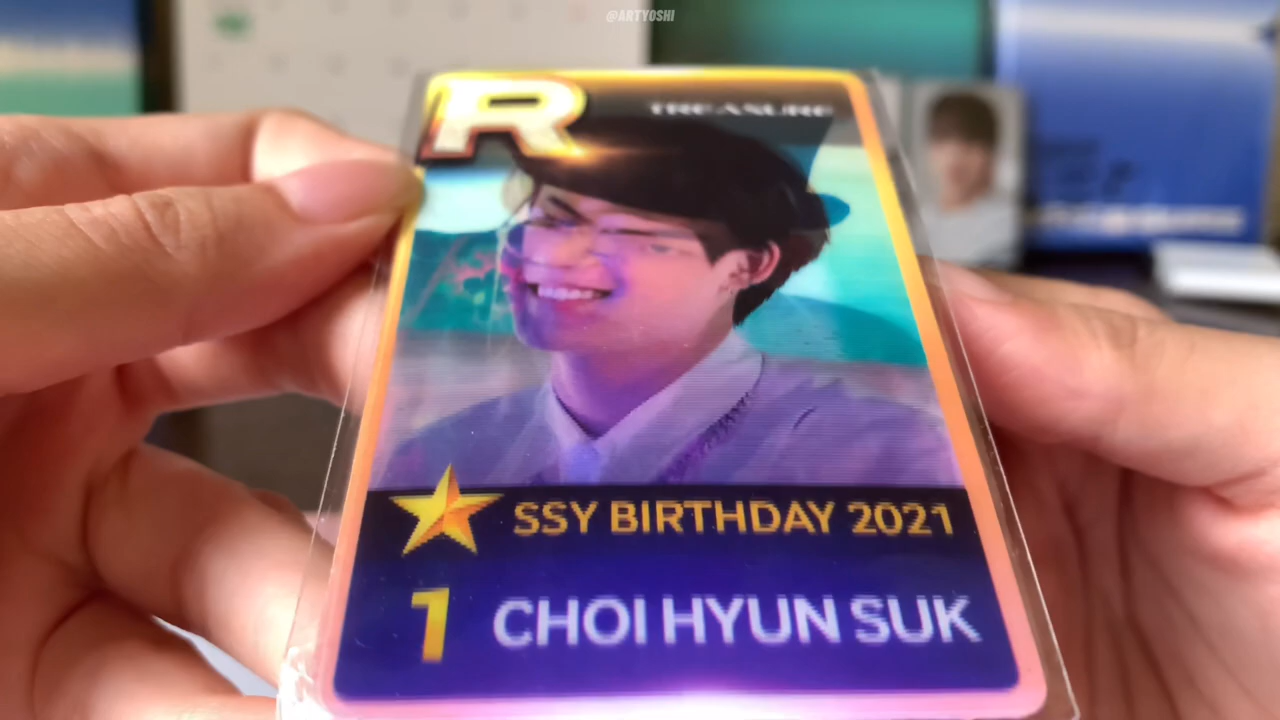 @ARTYOSHI
R
TREASURE
SSY BIRTHDAY 2021
1 CHOI HYUN SUK